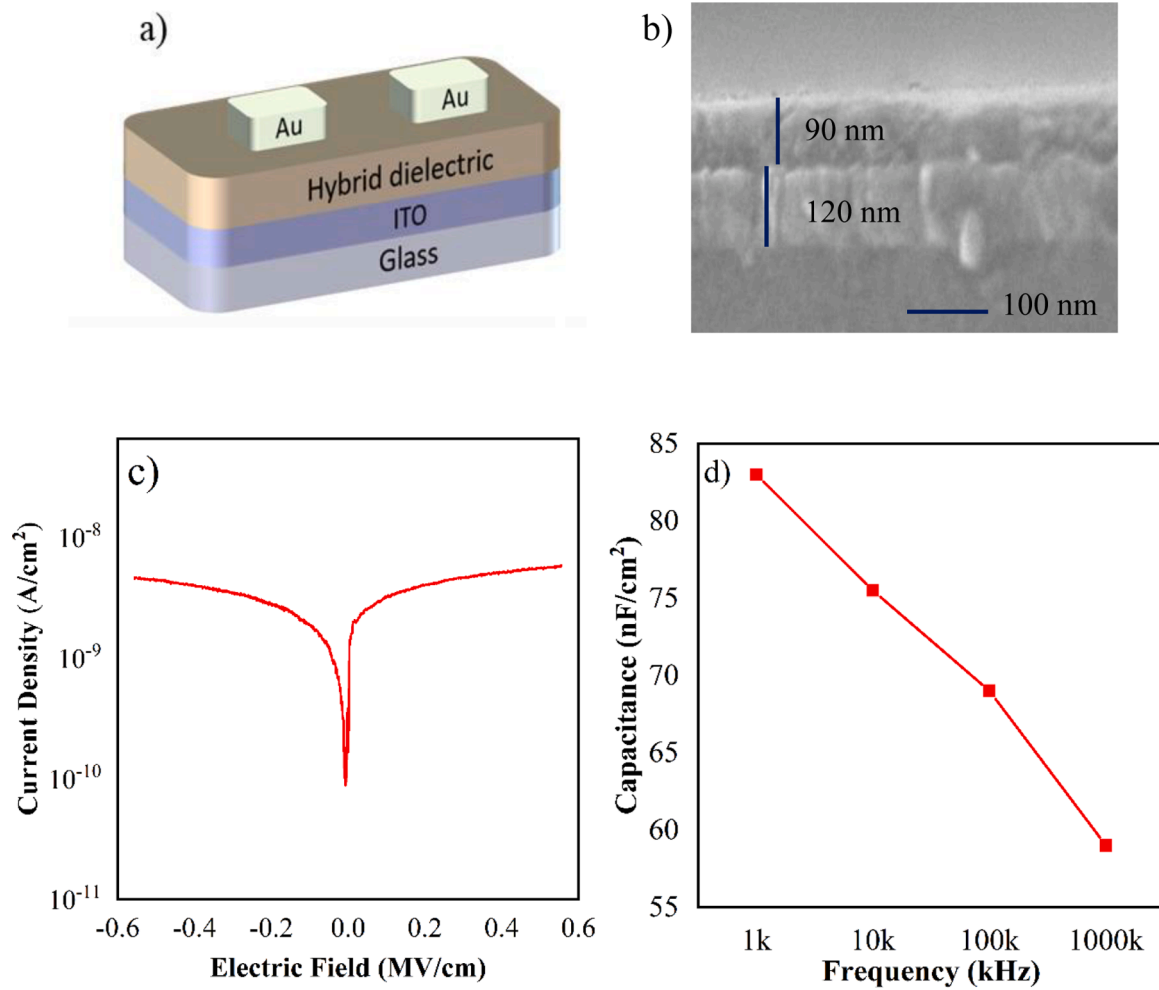 a)
Au
Au
Hybrid dielectric
ITO
Glass
b)
90 nm
120 nm
100 nm
c)
10-8
10-9
10-10
10-11
-0.6 -0.4 -0.2 0.0 0.2 0.4 0.6
Electric Field (MV/cm)
Current Density (A/cm2)
d)
85
80
75
70
65
60
55
1k 10k 100k 1000k
Frequency (kHz)
Capacitance (nF/cm2)